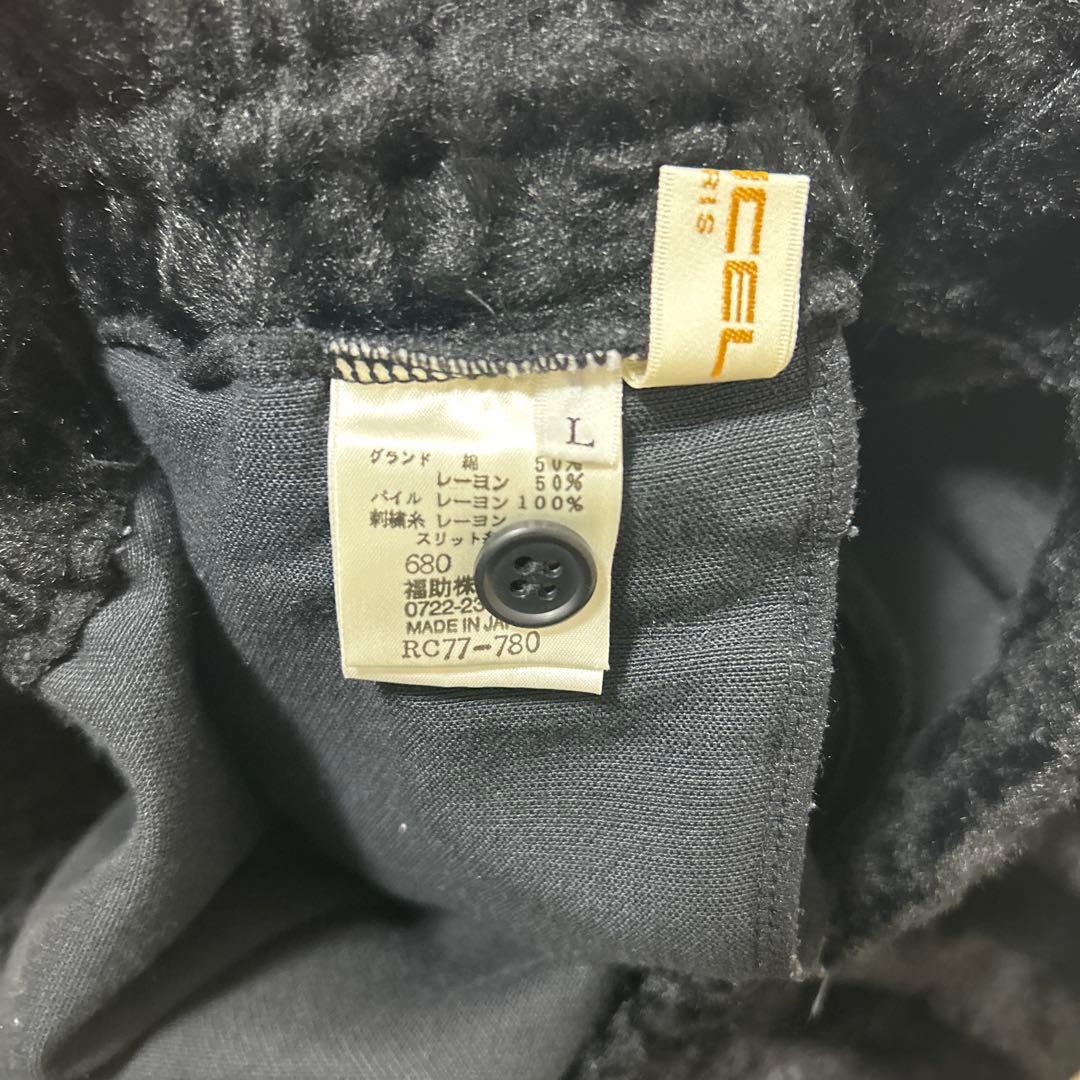 RIS
CEL
L
グランド 綿 50%
レーヨン 50%
パイル レーヨン 100%
刺繍糸 レーヨン
スリット
680
福助株
0722-23
MADE IN JAP
RC77-780